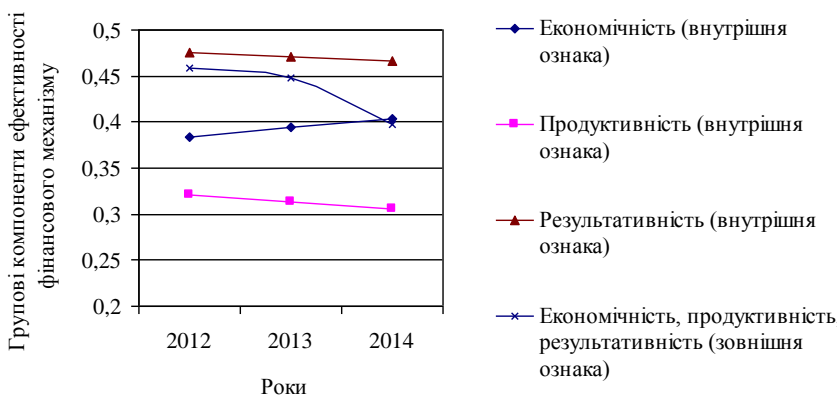 Групові компоненти ефективності
фінансового механізму
0,5
0,45
0,4
0,35
0,3
0,25
0,2
2012 2013 2014
Роки
Економічність (внутрішня
ознака)
Продуктивність (внутрішня
ознака)
Результативність (внутрішня
ознака)
Економічність, продуктивність
результативність (зовнішня
ознака)